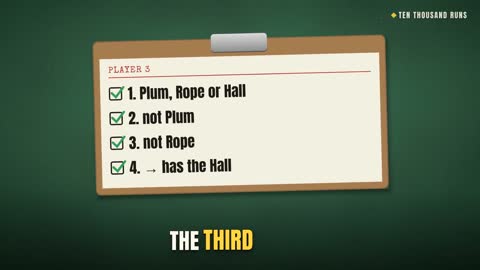 TEN THOUSAND RUNS
PLAYER 3
1. Plum, Rope or Hall
2. not Plum
3. not Rope
4. → has the Hall
THE THIRD